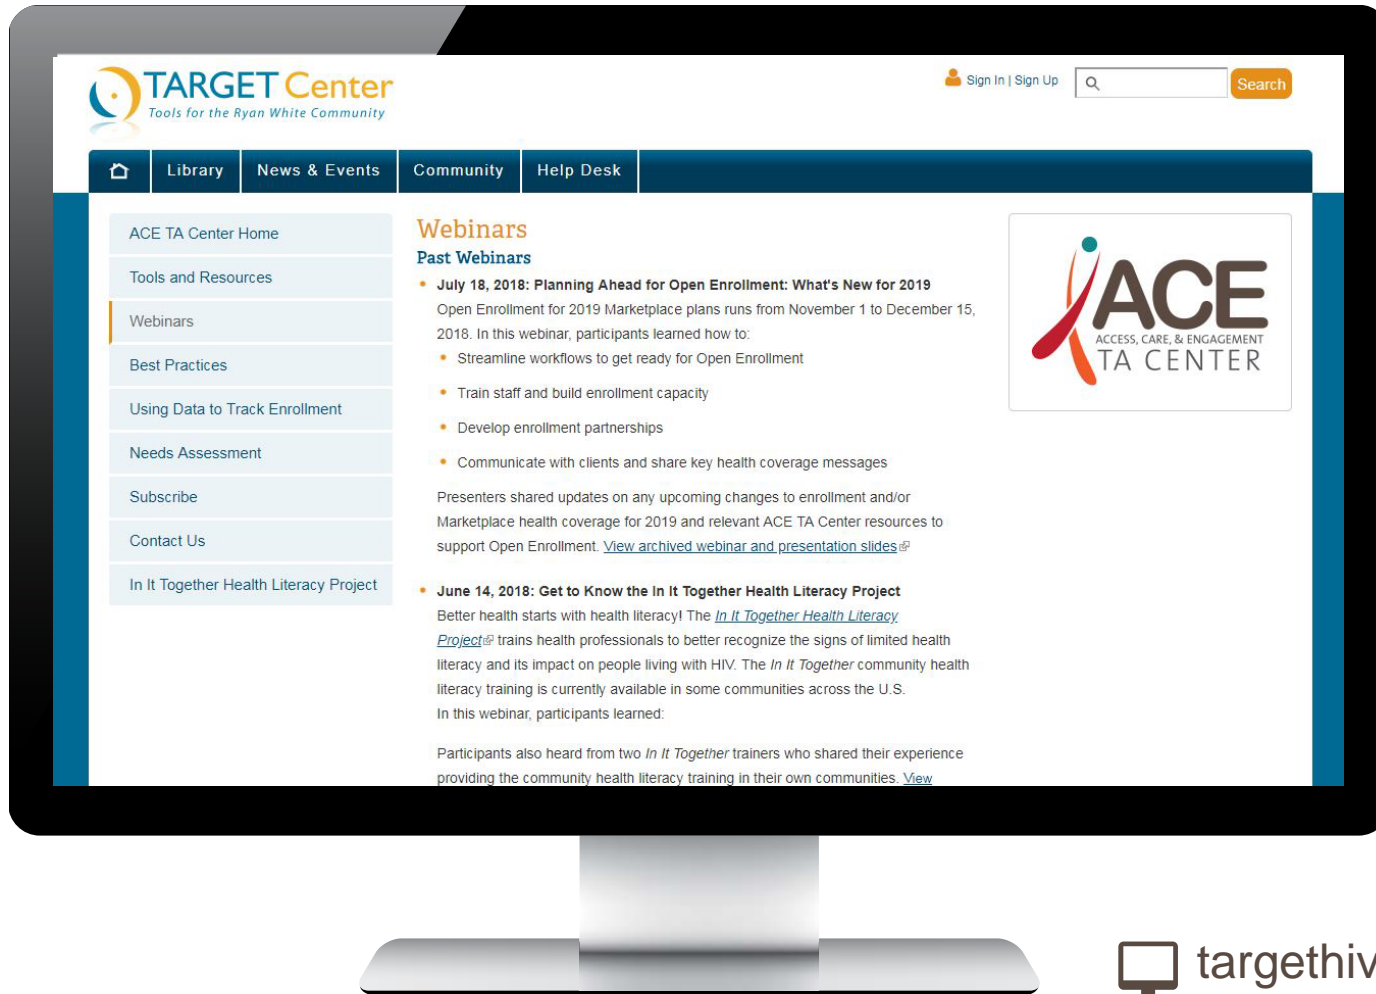 TARGET Center
Tools for the Ryan White Community
Sign In | Sign Up
Search
Library
News & Events
Community
Help Desk
ACE TA Center Home
Tools and Resources
Webinars
Best Practices
Using Data to Track Enrollment
Needs Assessment
Subscribe
Contact Us
In It Together Health Literacy Project
Webinars
Past Webinars
July 18, 2018: Planning Ahead for Open Enrollment: What's New for 2019
Open Enrollment for 2019 Marketplace plans runs from November 1 to December 15,
2018. In this webinar, participants learned how to:
Streamline workflows to get ready for Open Enrollment
Train staff and build enrollment capacity
Develop enrollment partnerships
Communicate with clients and share key health coverage messages
Presenters shared updates on any upcoming changes to enrollment and/or
Marketplace health coverage for 2019 and relevant ACE TA Center resources to
support Open Enrollment. View archived webinar and presentation slides
June 14, 2018: Get to Know the In It Together Health Literacy Project
Better health starts with health literacy! The In It Together Health Literacy
Project trains health professionals to better recognize the signs of limited health
literacy and its impact on people living with HIV. The In It Together community health
literacy training is currently available in some communities across the U.S.
In this webinar, participants learned:
Participants also heard from two In It Together trainers who shared their experience
providing the community health literacy training in their own communities. View
ACE
ACCESS, CARE, & ENGAGEMENT
TA CENTER
targethiv